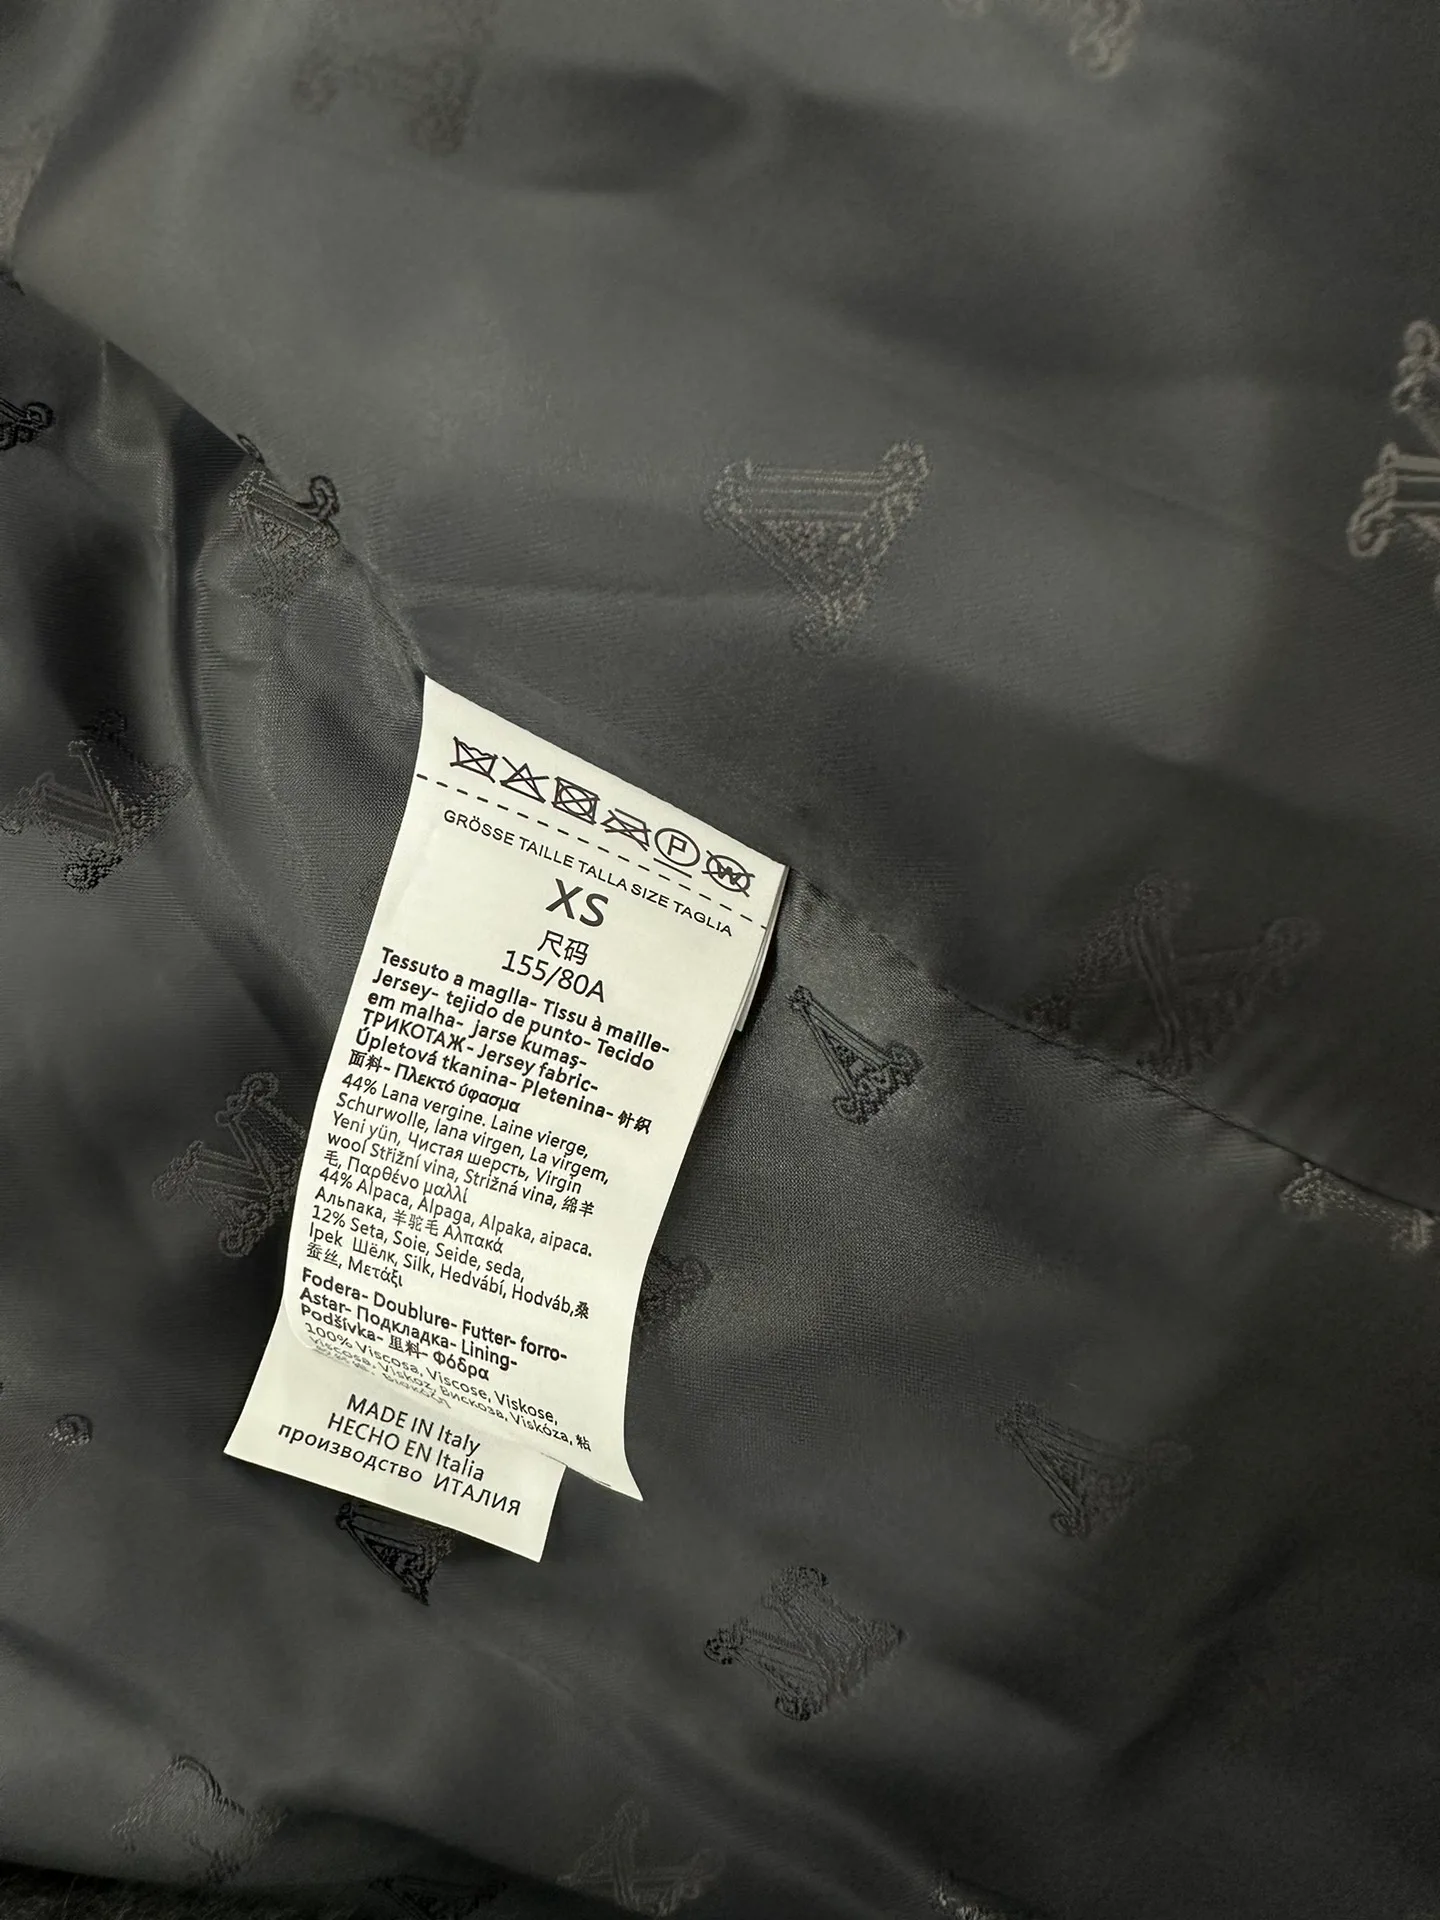 GRÖSSE TAILLE TALLA SIZE TAGLIA
XS
尺码
155/80A
Tessuto a maglla- Tissu à maille-
Jersey- tejido de punto- Tecido
em malha- jarse kumaş-
ТРИКОТАЖ- Jersey fabric-
Úpletová tkanina- Pletenina- 针织
面料- Πλεκτό ύφασμα
44% Lana vergine. Laine vierge,
Schurwolle, lana virgen, La virgem,
Yeni yün, Чистая шерсть, Virgin
wool Střižní vina, Strižná vina, 绵羊
毛, Παρθένο μαλλί
44% Alpaca, Alpaga, Alpaka, aipaca.
Альпака, 羊驼毛 Αλπακά
12% Seta, Soie, Seide, seda,
Ipek Шёлк, Silk, Hedvábí, Hodváb,桑
蚕丝, Μετάξι
Fodera- Doublure- Futter- forro-
Astar- Подкладка- Lining-
Podšívka- 里料- Φόδρα
100% Viscosa, Viscose, Viskose,
Viscosa, Viskoz, Вискоза, Viskóza, 粘
MADE IN Italy
HECHO EN Italia
производство ИТАЛИЯ